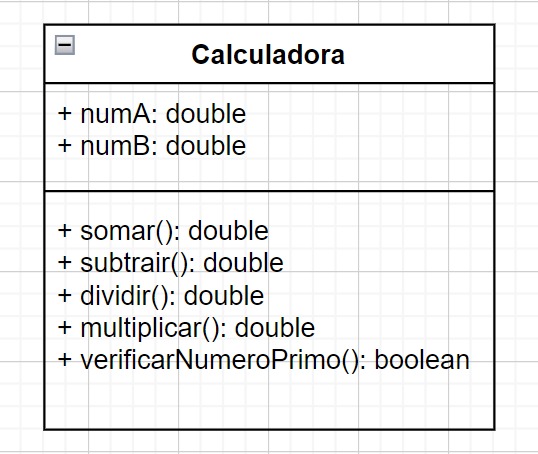 Calculadora
+ numA: double
+ numB: double
+ somar(): double
+ subtrair(): double
+ dividir(): double
+ multiplicar(): double
+ verificarNumeroPrimo(): boolean